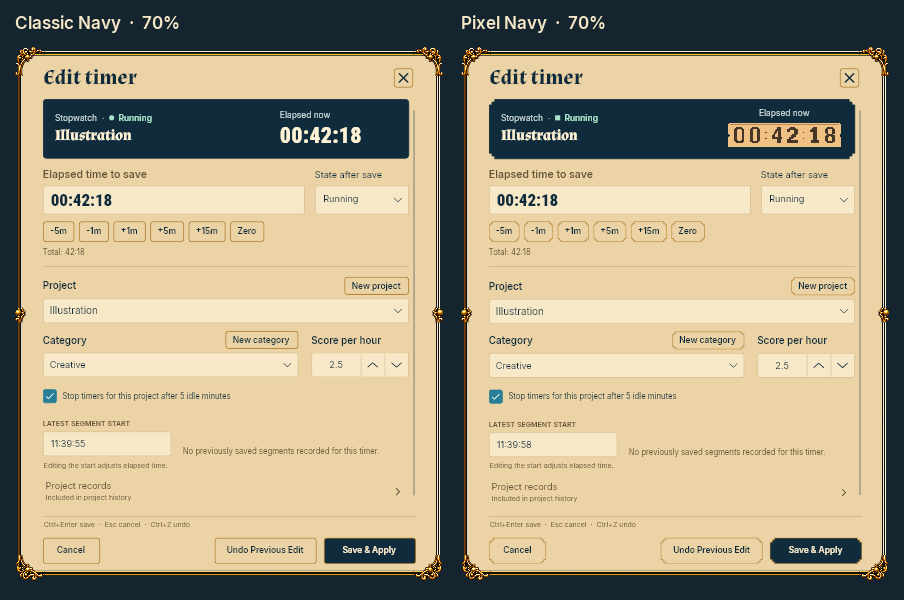 Classic Navy · 70%
Edit timer
Stopwatch · Running
Illustration
Elapsed now
00:42:18
Elapsed time to save
State after save
00:42:18
Running
-5m
-1m
+1m
+5m
+15m
Zero
Total: 42:18
Project
New project
Illustration
Category
New category
Score per hour
Creative
2.5
Stop timers for this project after 5 idle minutes
LATEST SEGMENT START
11:39:55
No previously saved segments recorded for this timer.
Editing the start adjusts elapsed time.
Project records
Included in project history
Ctrl+Enter save · Esc cancel · Ctrl+Z undo
Cancel
Undo Previous Edit
Save & Apply
Pixel Navy · 70%
Edit timer
Stopwatch · Running
Illustration
Elapsed now
00:42:18
Elapsed time to save
State after save
00:42:18
Running
-5m
-1m
+1m
+5m
+15m
Zero
Total: 42:18
Project
New project
Illustration
Category
New category
Score per hour
Creative
2.5
Stop timers for this project after 5 idle minutes
LATEST SEGMENT START
11:39:58
No previously saved segments recorded for this timer.
Editing the start adjusts elapsed time.
Project records
Included in project history
Ctrl+Enter save · Esc cancel · Ctrl+Z undo
Cancel
Undo Previous Edit
Save & Apply